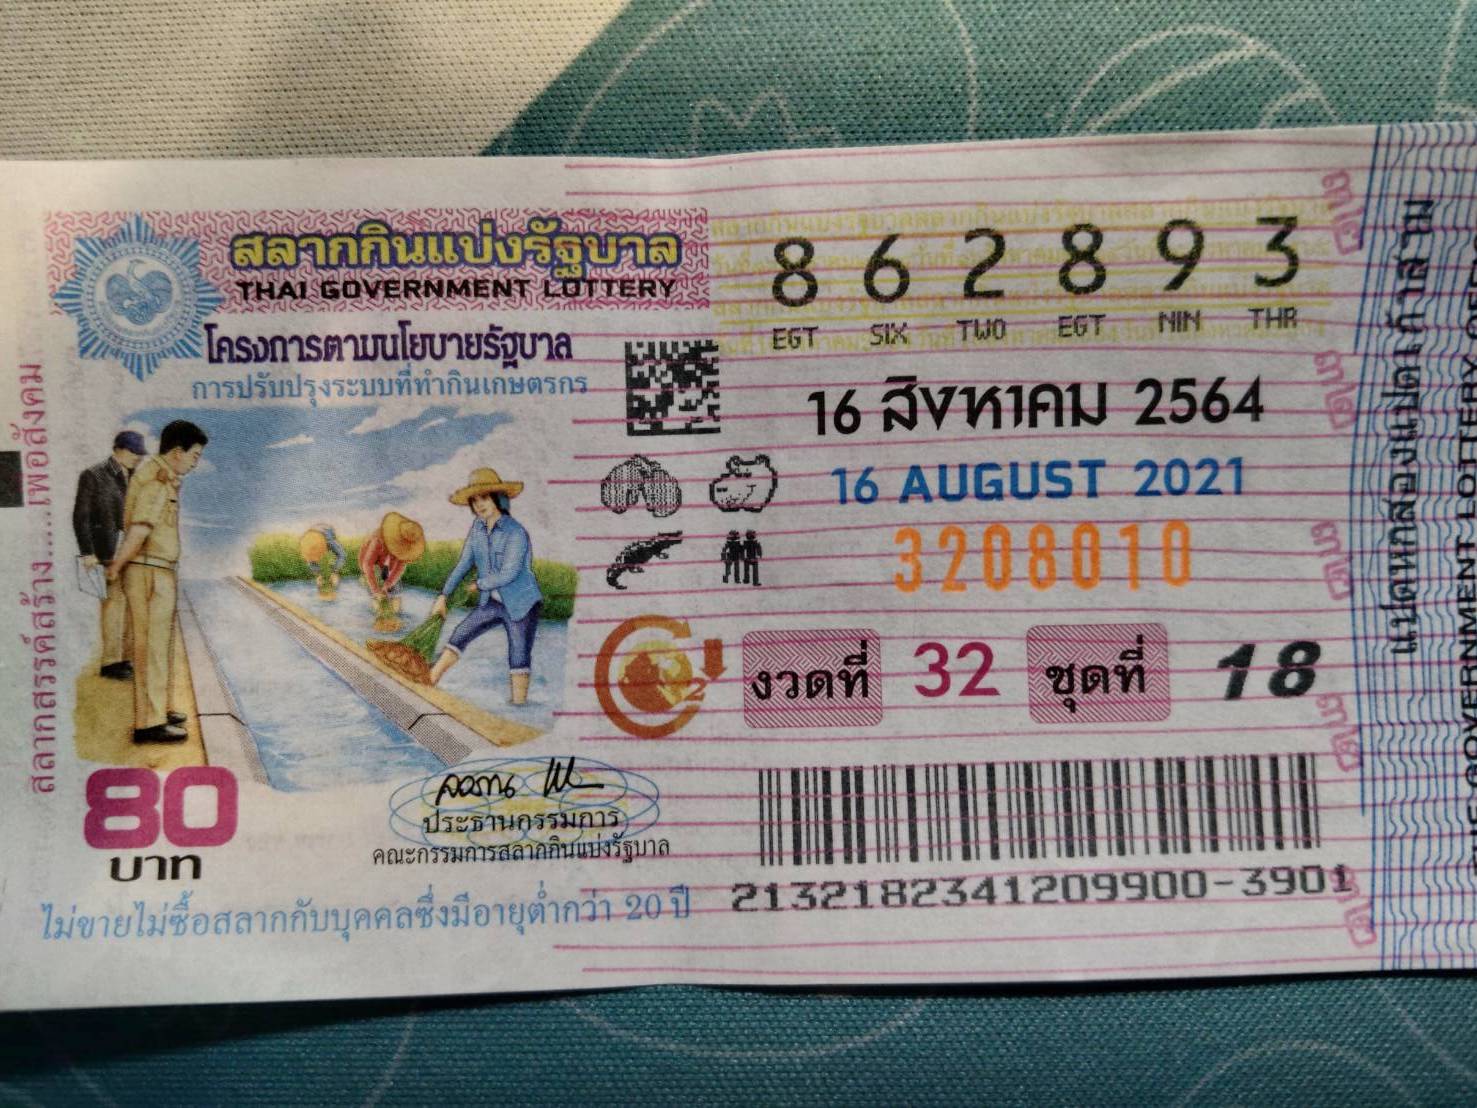 สลากกินแบ่งรัฐบาล
THAI GOVERNMENT LOTTERY
โครงการตามนโยบายรัฐบาล
การปรับปรุงระบบที่ทำกินเกษตรกร
สลากสรรค์สร้าง.....เพื่อสังคม
80
บาท
ประธานกรรมการ
คณะกรรมการสลากกินแบ่งรัฐบาล
ไม่ขายไม่ซื้อสลากกับบุคคลซึ่งมีอายุต่ำกว่า 20 ปี
8 6 2 8 9 3
EGT SIX TWO EGT NIN THR
16 สิงหาคม 2564
16 AUGUST 2021
3208010
งวดที่ 32 ชุดที่ 18
2132182341209900-3901
แปดหกสองแปดเก้าสาม